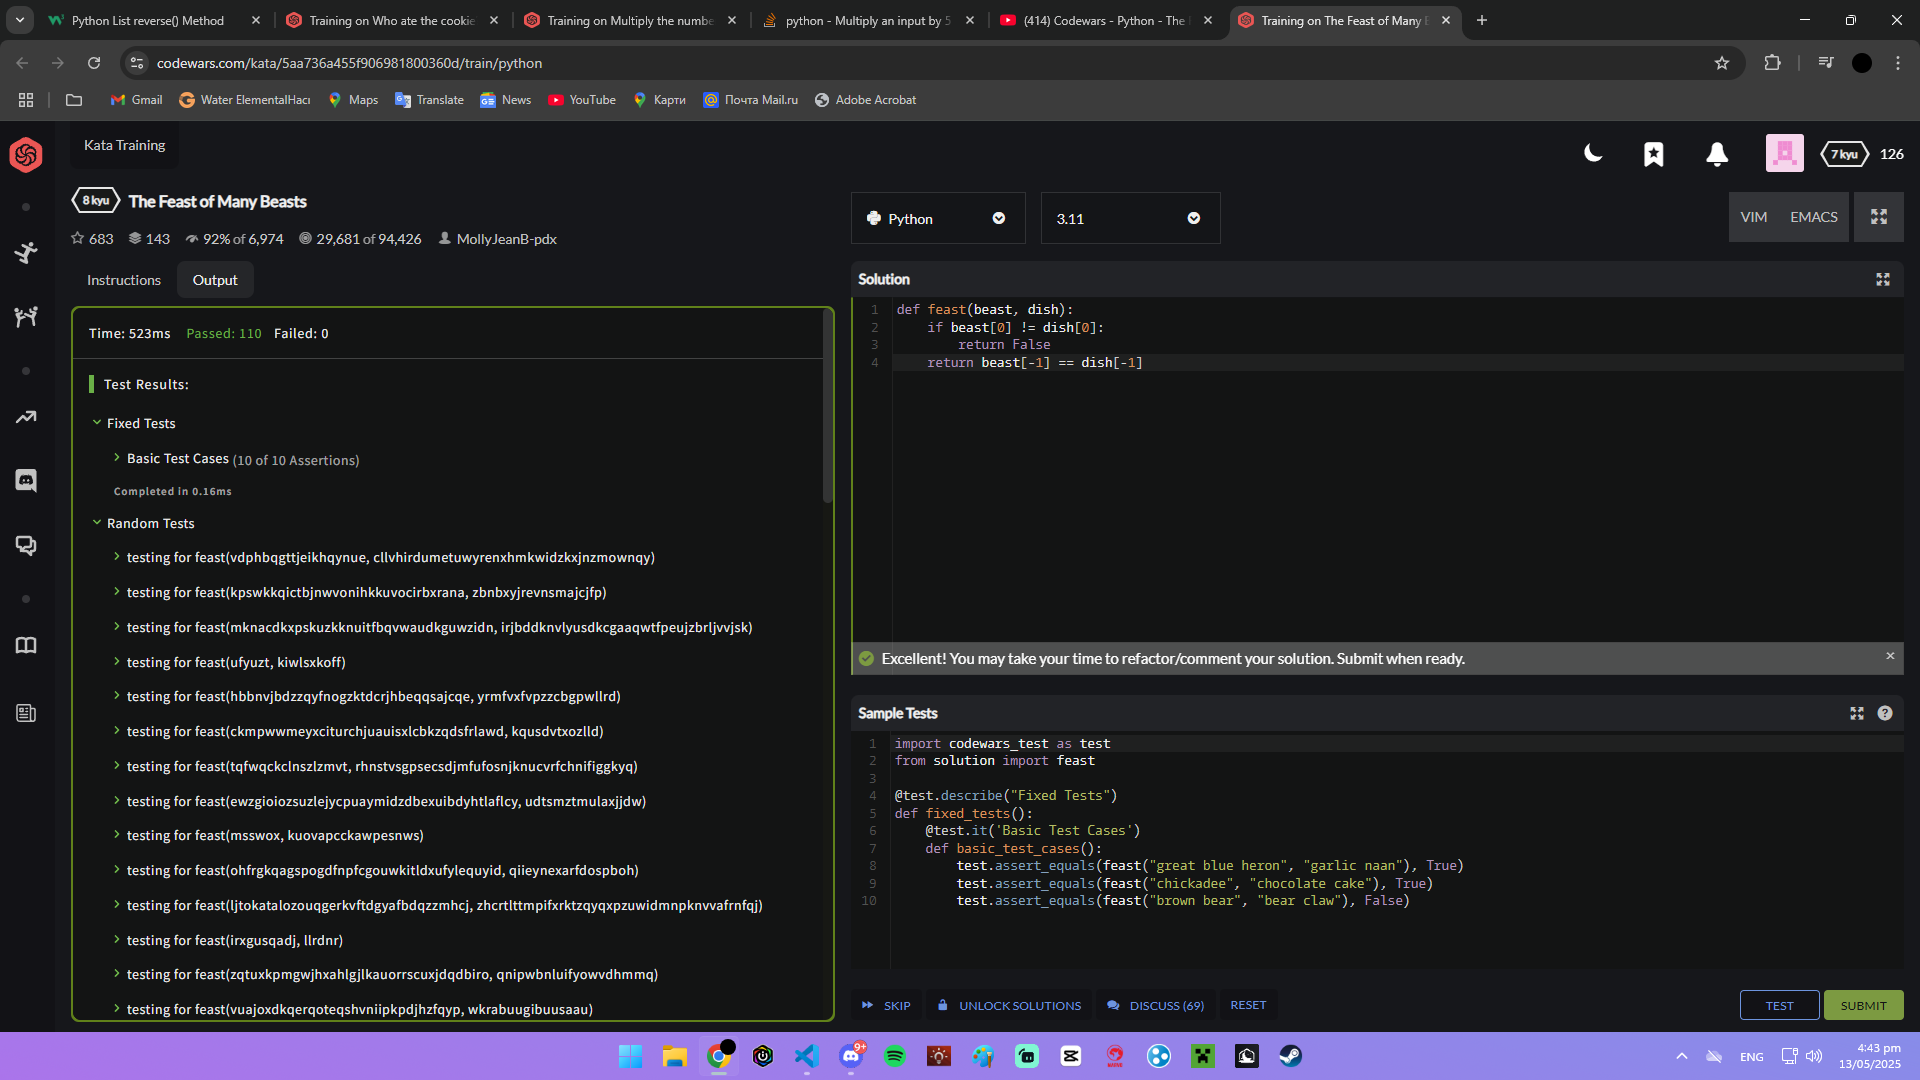 Python List reverse() Method
Training on Who ate the cookie
Training on Multiply the numbe
python - Multiply an input by 5
(414) Codewars - Python - The
Training on The Feast of Many B
codewars.com/kata/5aa736a455f906981800360d/train/python
Gmail
Water ElementalHacı
Maps
Translate
News
YouTube
Карти
Почта Mail.ru
Adobe Acrobat
Kata Training
7 kyu
126
8 kyu
The Feast of Many Beasts
683
143
92% of 6,974
29,681 of 94,426
MollyJeanB-pdx
Python
3.11
VIM
EMACS
Instructions
Output
Time: 523ms Passed: 110 Failed: 0
Test Results:
Fixed Tests
Basic Test Cases (10 of 10 Assertions)
Completed in 0.16ms
Random Tests
testing for feast(vdphbqgttjeikhqynue, cllvhirdumetuwyrenxhmkwidzkxjnzmownqy)
testing for feast(kpswkkqictbjnwvonihkkuvocirbxrana, zbnbxyjrevnsmajcjfp)
testing for feast(mknacdkxpskuzkknuitfbqvwaudkguwzidn, irjbddknvlyusdkcgaaqwtfpeujzbrljvvjsk)
testing for feast(ufyuzt, kiwlsxkoff)
testing for feast(hbbnvjbdzzqyfnogzktdcrjhbeqqsajcqe, yrmfvxfvpzzcbgpwllrd)
testing for feast(ckmpwwmeyxciturchjuauisxlcbkzqdsfrlawd, kqusdvtxozlld)
testing for feast(tqfwqckclnszlzmvt, rhnstvsgpsecsdjmfufosnjknucvrfchnifiggkyq)
testing for feast(ewzgioiozsuzlejycpuaymidzdbexuibdyhtlaflcy, udtsmztmulaxjjdw)
testing for feast(msswox, kuovapcckawpesnws)
testing for feast(ohfrgkqagspogdfnpfcgouwkitldxufylequyid, qiieynexarfdospboh)
testing for feast(ljtokatalozouqgerkvftdgyafbdqzzmhcj, zhcrtlttmpifxrktzqyqxpzuwidmnpknvvafrnfqj)
testing for feast(irxgusqadj, llrdnr)
testing for feast(zqtuxkpmgwjhxahlgjlkauorrscuxjdqdbiro, qnipwbnluifyowvdhmmq)
testing for feast(vuajoxdkqerqoteqshvniipkpdjhzfqyp, wkrabuugibuusaau)
Solution
1 def feast(beast, dish):
2 if beast[0] != dish[0]:
3 return False
4 return beast[-1] == dish[-1]
Excellent! You may take your time to refactor/comment your solution. Submit when ready.
Sample Tests
1 import codewars_test as test
2 from solution import feast
3
4 @test.describe("Fixed Tests")
5 def fixed_tests():
6 @test.it('Basic Test Cases')
7 def basic_test_cases():
8 test.assert_equals(feast("great blue heron", "garlic naan"), True)
9 test.assert_equals(feast("chickadee", "chocolate cake"), True)
10 test.assert_equals(feast("brown bear", "bear claw"), False)
SKIP
UNLOCK SOLUTIONS
DISCUSS (69)
RESET
TEST
SUBMIT
9+
ENG
4:43 pm
13/05/2025